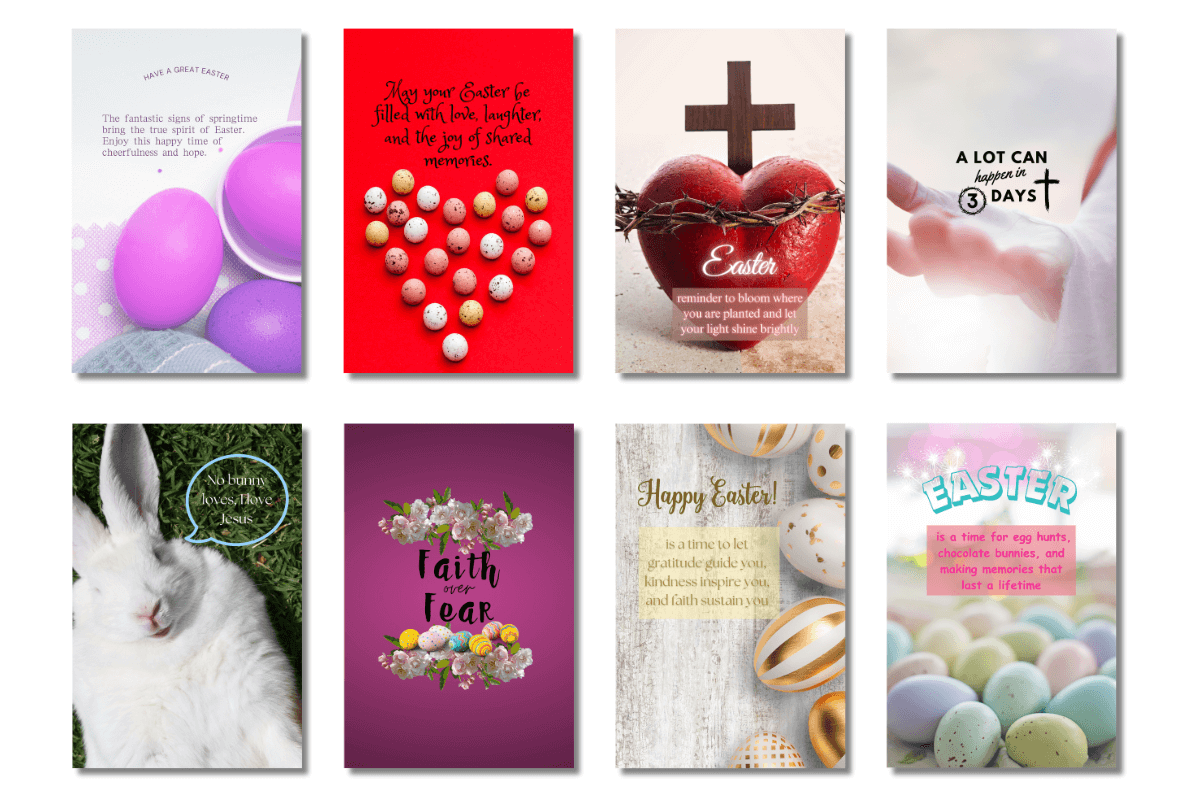 HAVE A GREAT EASTER
The fantastic signs of springtime
bring the true spirit of Easter.
Enjoy this happy time of
cheerfulness and hope.
May your Easter be
filled with love, laughter,
and the joy of shared
memories.
Easter
reminder to bloom where
you are planted and let
your light shine brightly
A LOT CAN
happen in
3 DAYS
No bunny
loves, I love
Jesus
Faith
over
Fear
Happy Easter!
is a time to let
gratitude guide you,
kindness inspire you,
and faith sustain you
EASTER
is a time for egg hunts,
chocolate bunnies, and
making memories that
last a lifetime